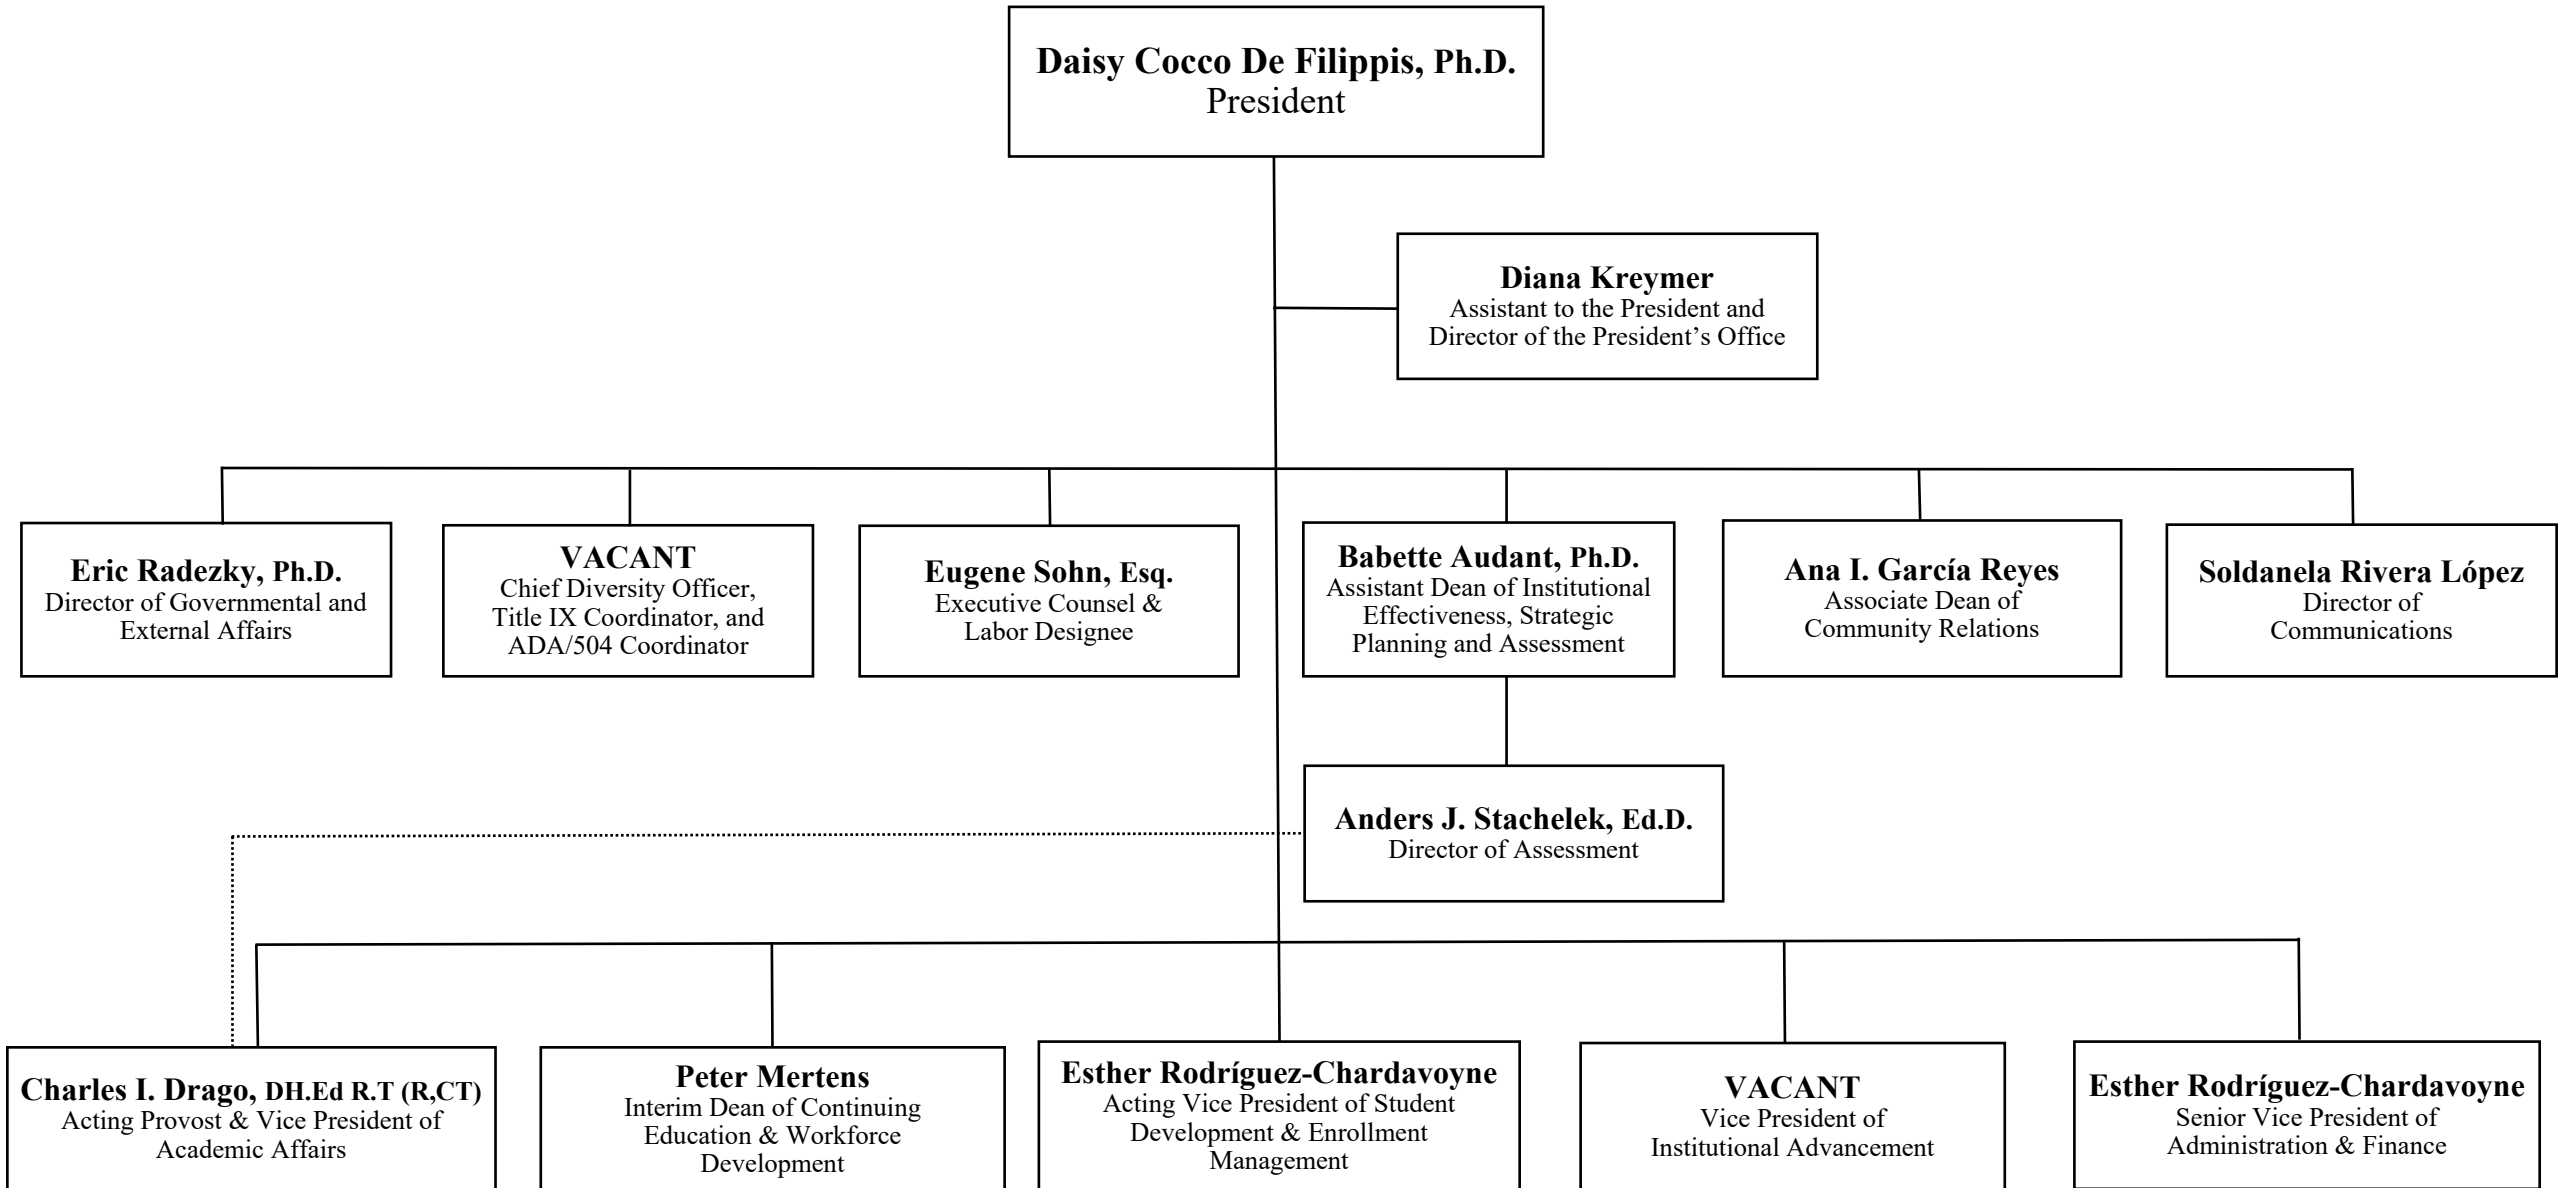 Daisy Cocco De Filippis, Ph.D.
President
Diana Kreymer
Assistant to the President and
Director of the President’s Office
Eric Radezky, Ph.D.
Director of Governmental and
External Affairs
VACANT
Chief Diversity Officer,
Title IX Coordinator, and
ADA/504 Coordinator
Eugene Sohn, Esq.
Executive Counsel &
Labor Designee
Babette Audant, Ph.D.
Assistant Dean of Institutional
Effectiveness, Strategic
Planning and Assessment
Ana I. García Reyes
Associate Dean of
Community Relations
Soldanela Rivera López
Director of
Communications
Anders J. Stachelek, Ed.D.
Director of Assessment
Charles I. Drago, DH.Ed R.T (R,CT)
Acting Provost & Vice President of
Academic Affairs
Peter Mertens
Interim Dean of Continuing
Education & Workforce
Development
Esther Rodríguez-Chardavoyne
Acting Vice President of Student
Development & Enrollment
Management
VACANT
Vice President of
Institutional Advancement
Esther Rodríguez-Chardavoyne
Senior Vice President of
Administration & Finance